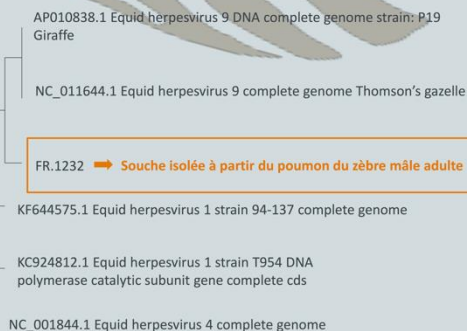 AP010838.1 Equid herpesvirus 9 DNA complete genome strain: P19
Giraffe
NC_011644.1 Equid herpesvirus 9 complete genome Thomson's gazelle
FR.1232 ➡ Souche isolée à partir du poumon du zèbre mâle adulte
KF644575.1 Equid herpesvirus 1 strain 94-137 complete genome
KC924812.1 Equid herpesvirus 1 strain T954 DNA
polymerase catalytic subunit gene complete cds
NC_001844.1 Equid herpesvirus 4 complete genome